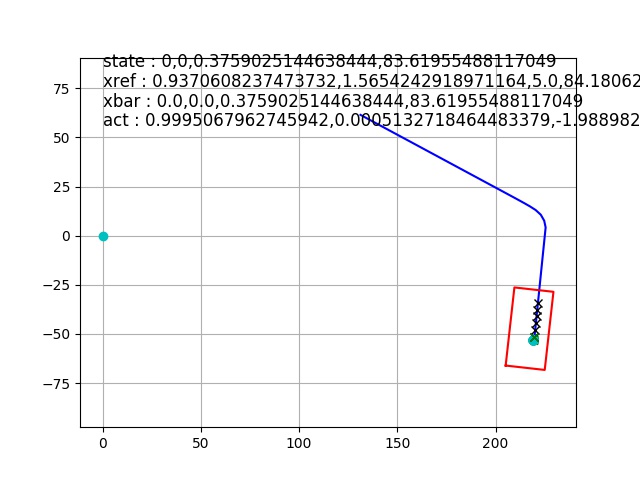 state : 0,0,0.3759025144638444,83.61955488117049
xref : 0.9370608237473732,1.5654242918971164,5.0,84.18062
xbar : 0.0,0.0,0.3759025144638444,83.61955488117049
act : 0.9995067962745942,0.0005132718464483379,-1.988982
75
50
25
0
−25
−50
−75
0 50 100 150 200